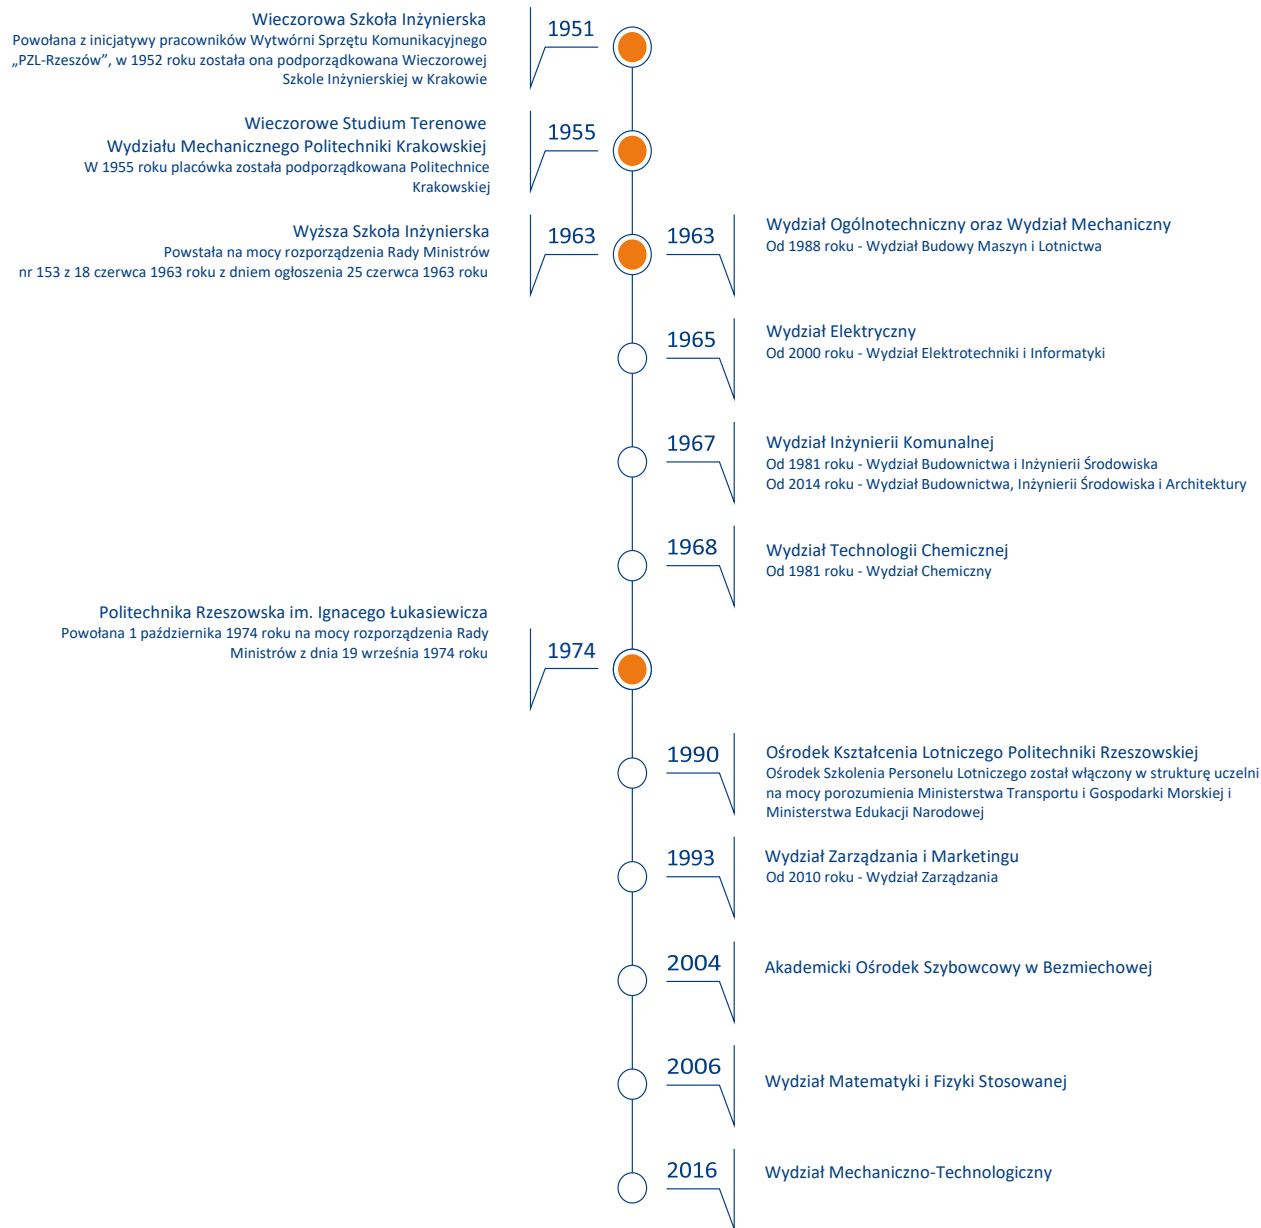 Wieczorowa Szkoła Inżynierska
Powołana z inicjatywy pracowników Wytwórni Sprzętu Komunikacyjnego
„PZL-Rzeszów”, w 1952 roku została ona podporządkowana Wieczorowej
Szkole Inżynierskiej w Krakowie
1951
Wieczorowe Studium Terenowe
Wydziału Mechanicznego Politechniki Krakowskiej
W 1955 roku placówka została podporządkowana Politechnice
Krakowskiej
1955
Wyższa Szkoła Inżynierska
Powstała na mocy rozporządzenia Rady Ministrów
nr 153 z 18 czerwca 1963 roku z dniem ogłoszenia 25 czerwca 1963 roku
1963
1963
Wydział Ogólnotechniczny oraz Wydział Mechaniczny
Od 1988 roku - Wydział Budowy Maszyn i Lotnictwa
1965
Wydział Elektryczny
Od 2000 roku - Wydział Elektrotechniki i Informatyki
1967
Wydział Inżynierii Komunalnej
Od 1981 roku - Wydział Budownictwa i Inżynierii Środowiska
Od 2014 roku - Wydział Budownictwa, Inżynierii Środowiska i Architektury
1968
Wydział Technologii Chemicznej
Od 1981 roku - Wydział Chemiczny
Politechnika Rzeszowska im. Ignacego Łukasiewicza
Powołana 1 października 1974 roku na mocy rozporządzenia Rady
Ministrów z dnia 19 września 1974 roku
1974
1990
Ośrodek Kształcenia Lotniczego Politechniki Rzeszowskiej
Ośrodek Szkolenia Personelu Lotniczego został włączony w strukturę uczelni
na mocy porozumienia Ministerstwa Transportu i Gospodarki Morskiej i
Ministerstwa Edukacji Narodowej
1993
Wydział Zarządzania i Marketingu
Od 2010 roku - Wydział Zarządzania
2004
Akademicki Ośrodek Szybowcowy w Bezmiechowej
2006
Wydział Matematyki i Fizyki Stosowanej
2016
Wydział Mechaniczno-Technologiczny